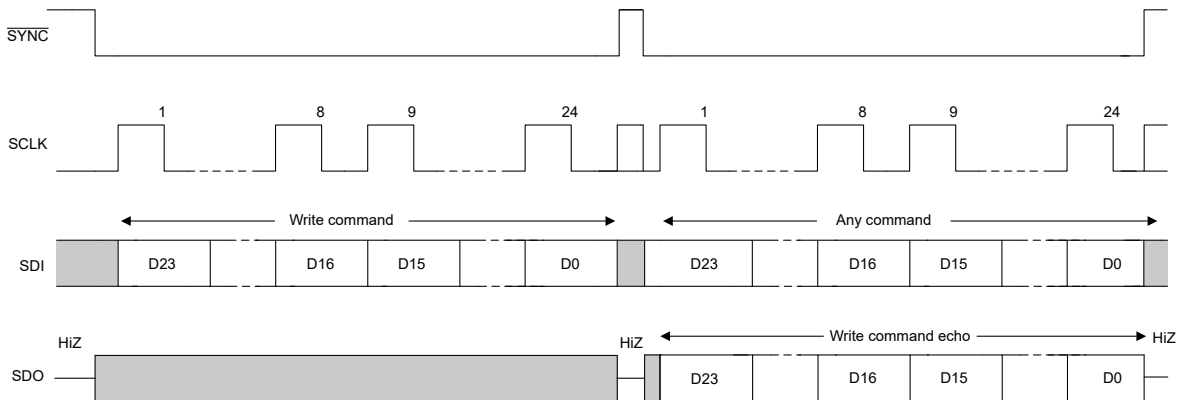 SYNC
1 8 9 24 1 8 9 24
SCLK
Write command Any command
SDI D23 D16 D15 D0 D23 D16 D15 D0
HiZ HiZ Write command echo HiZ
SDO D23 D16 D15 D0